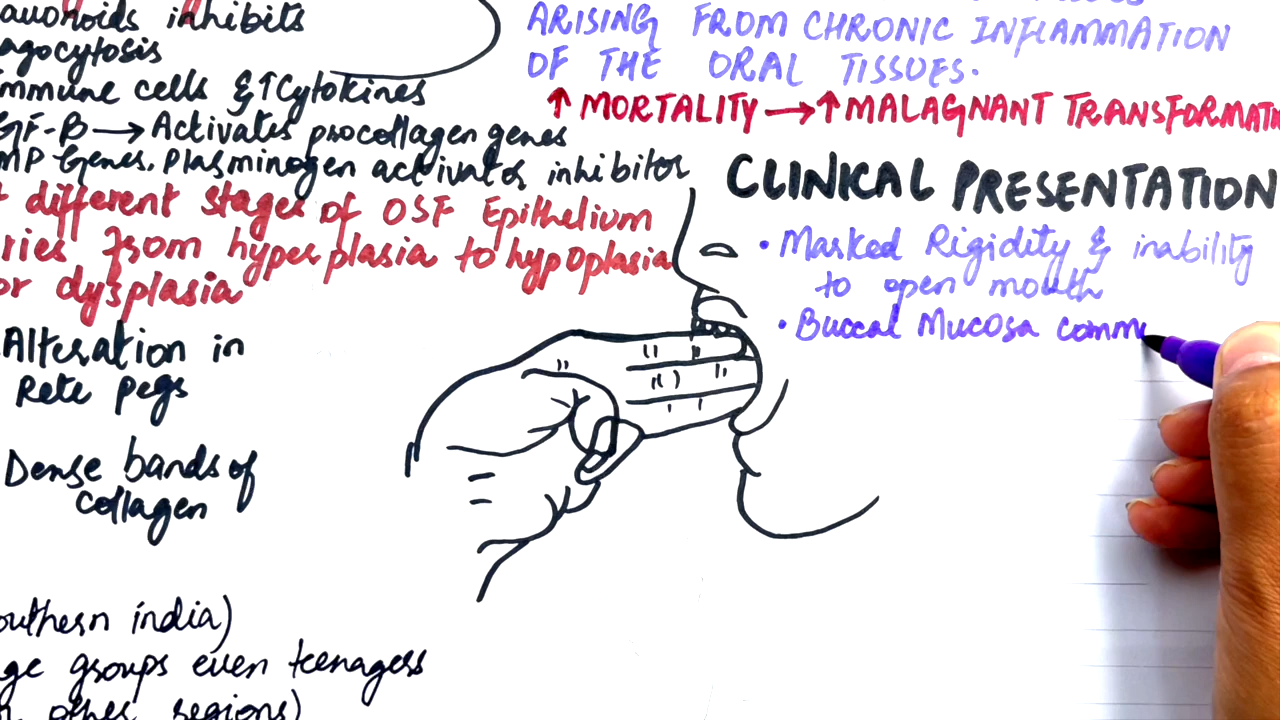 inhibits
agocytosis
mmune cells & ↑Cytokines
GF-B → Activates procollagen genes
MP Genes. Plasminogen activator inhibitor
different stages of OSF Epithelium
ries from hyperplasia to hypoplasia
or dysplasia
Alteration in
Rete pegs
Dense bands of
collagen
outhern india)
ge groups even teenagers
other regions)
ARISING FROM CHRONIC INFLAMMATION
OF THE ORAL TISSUES.
↑ MORTALITY → ↑ MALAGNANT TRANSFORMATI
CLINICAL PRESENTATION
• Masked Rigidity & inability
to open mouth
• Buccal Mucosa comm